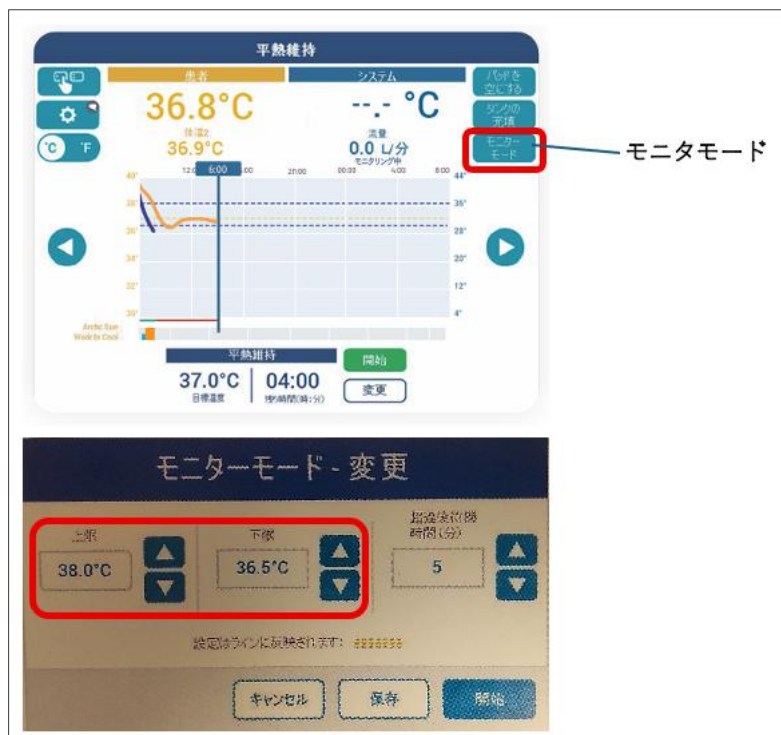 平熱維持
患者
システム
パッドを
空にする
36.8°C
--.- °C
タンクの
充填
°C °F
体温2
流量
モニター
モード
モニタモード
36.9°C
0.0 L/分
モニタリング中
6:00
20:00
00:00
4:00
8:00
40°
44°
38°
36°
36°
28°
34°
20°
32°
12°
30°
4°
Arctic Sun
Work to Cool
平熱維持
開始
37.0°C
04:00
変更
目標温度
残り時間(時:分)
モニターモード - 変更
上限
下限
時間(分)
38.0°C
36.5°C
5
設定はラインに反映されます:
キャンセル
保存
開始